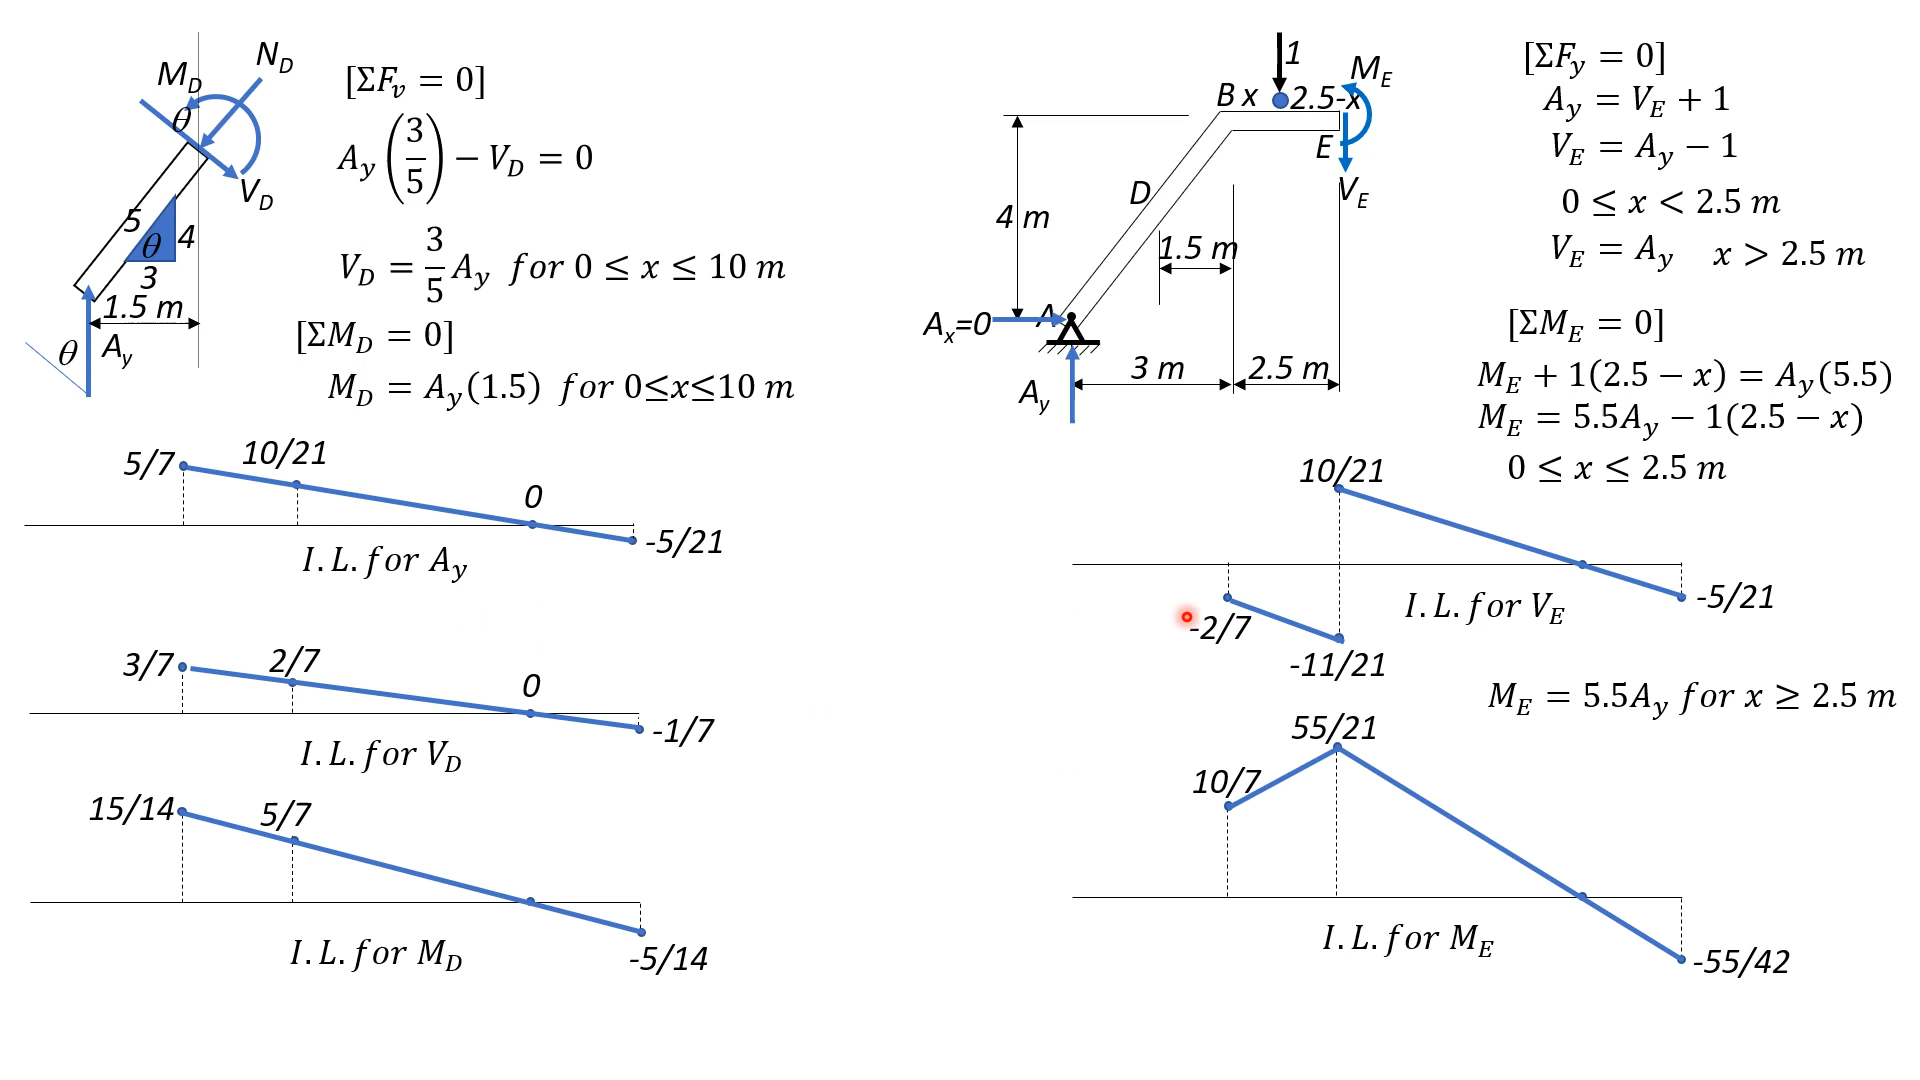 M_D
N_D
θ
V_D
5
θ
4
3
1.5 m
θ
A_y
[ΣF_v = 0]
A_y (3/5) − V_D = 0
V_D = 3/5 A_y for 0 ≤ x ≤ 10 m
[ΣM_D = 0]
M_D = A_y(1.5) for 0≤x≤10 m
5/7
10/21
0
-5/21
I.L. for A_y
3/7
2/7
0
-1/7
I.L. for V_D
15/14
5/7
-5/14
I.L. for M_D
1
M_E
B x
2.5-x
E
V_E
D
4 m
1.5 m
A_x=0
A
3 m
2.5 m
A_y
[ΣF_y = 0]
A_y = V_E + 1
V_E = A_y − 1
0 ≤ x < 2.5 m
V_E = A_y x > 2.5 m
[ΣM_E = 0]
M_E + 1(2.5 − x) = A_y(5.5)
M_E = 5.5A_y − 1(2.5 − x)
0 ≤ x ≤ 2.5 m
10/21
-2/7
-11/21
-5/21
I.L. for V_E
M_E = 5.5A_y for x ≥ 2.5 m
55/21
10/7
-55/42
I.L. for M_E